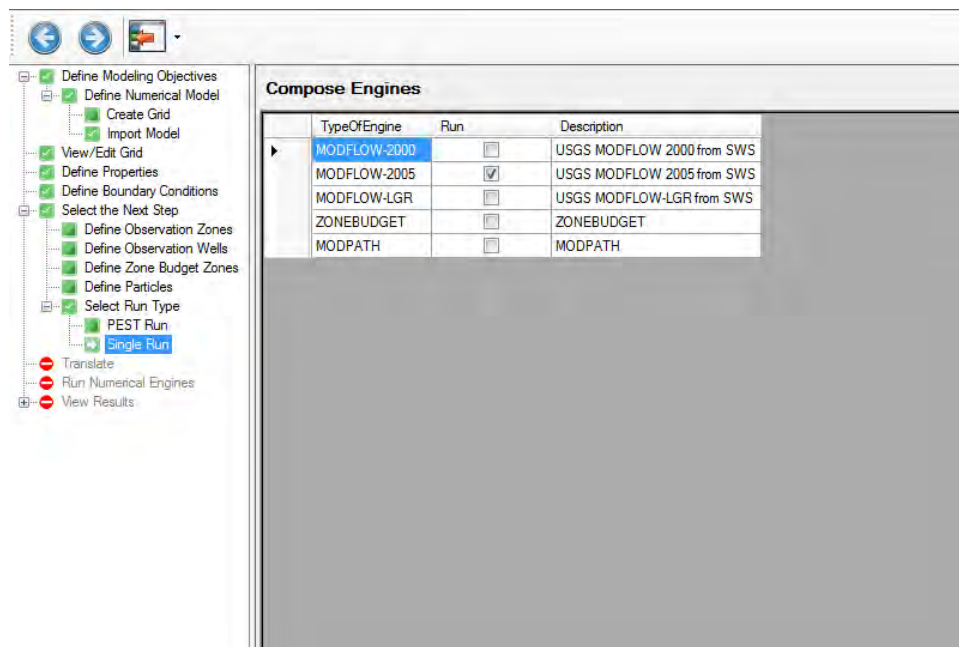 Define Modeling Objectives
Define Numerical Model
Create Grid
Import Model
View/Edit Grid
Define Properties
Define Boundary Conditions
Select the Next Step
Define Observation Zones
Define Observation Wells
Define Zone Budget Zones
Define Particles
Select Run Type
PEST Run
Single Run
Translate
Run Numerical Engines
View Results
Compose Engines
TypeOfEngine Run Description
MODFLOW-2000 USGS MODFLOW 2000 from SWS
MODFLOW-2005 USGS MODFLOW 2005 from SWS
MODFLOW-LGR USGS MODFLOW-LGR from SWS
ZONEBUDGET ZONEBUDGET
MODPATH MODPATH